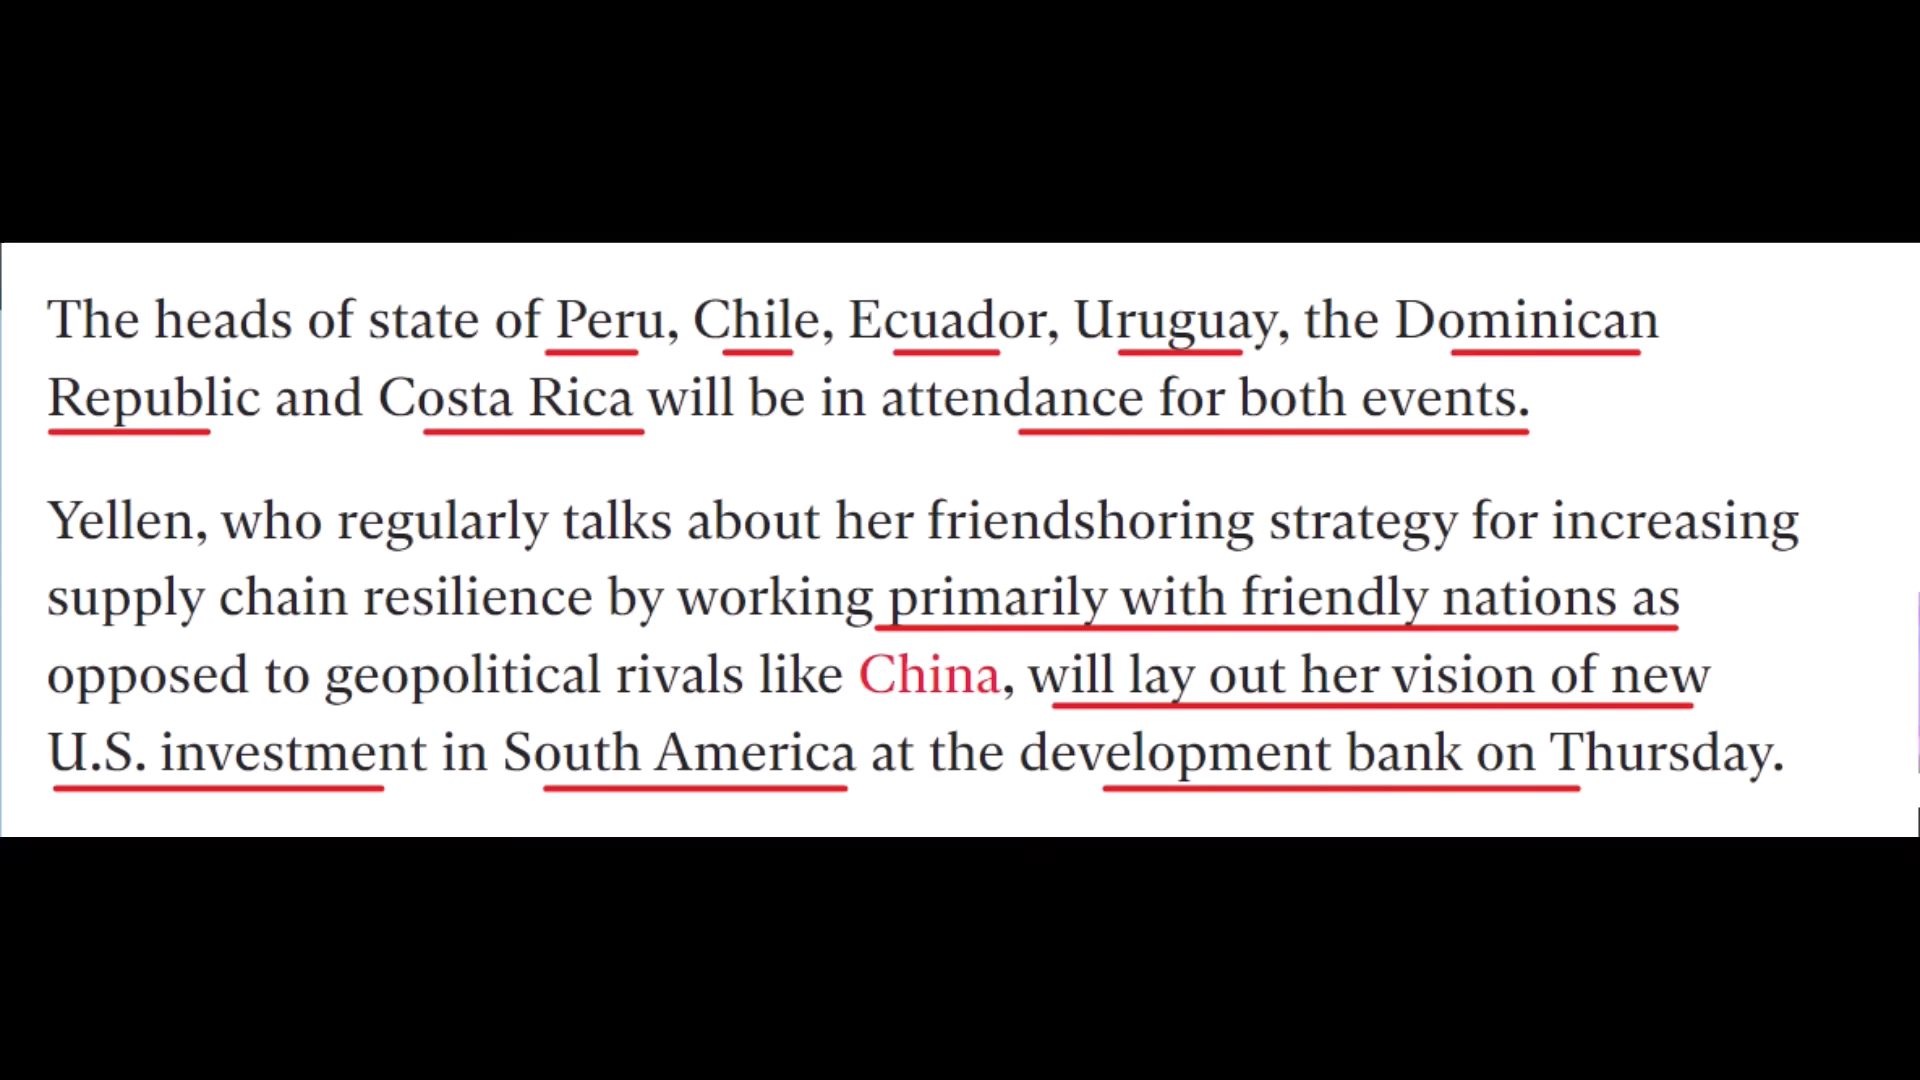 The heads of state of Peru, Chile, Ecuador, Uruguay, the Dominican
Republic and Costa Rica will be in attendance for both events.
Yellen, who regularly talks about her friendshoring strategy for increasing
supply chain resilience by working primarily with friendly nations as
opposed to geopolitical rivals like China, will lay out her vision of new
U.S. investment in South America at the development bank on Thursday.